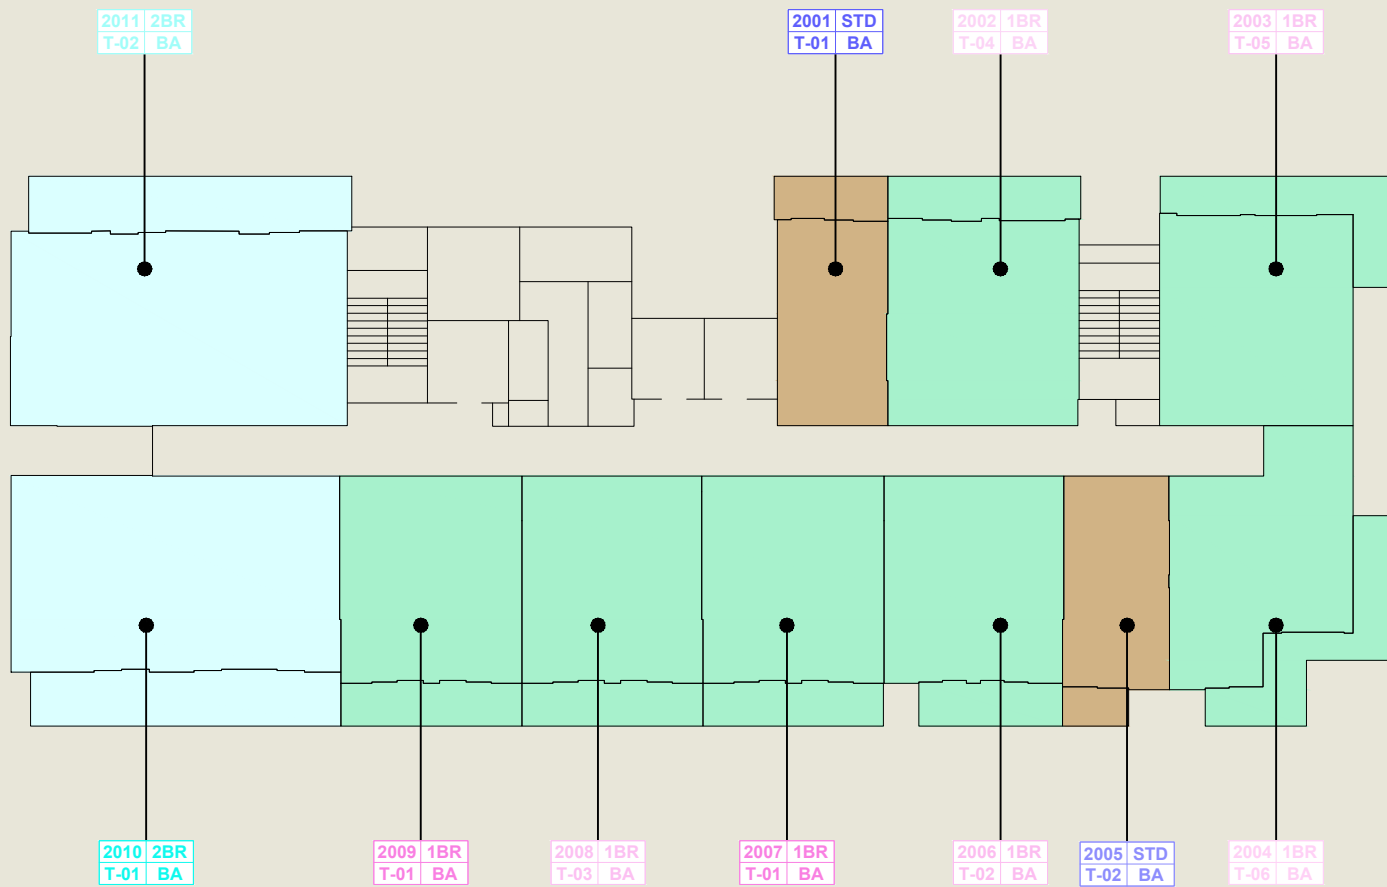 2011 2BR
T-02 BA
2001 STD
T-01 BA
2002 1BR
T-04 BA
2003 1BR
T-05 BA
2010 2BR
T-01 BA
2009 1BR
T-01 BA
2008 1BR
T-03 BA
2007 1BR
T-01 BA
2006 1BR
T-02 BA
2005 STD
T-02 BA
2004 1BR
T-06 BA